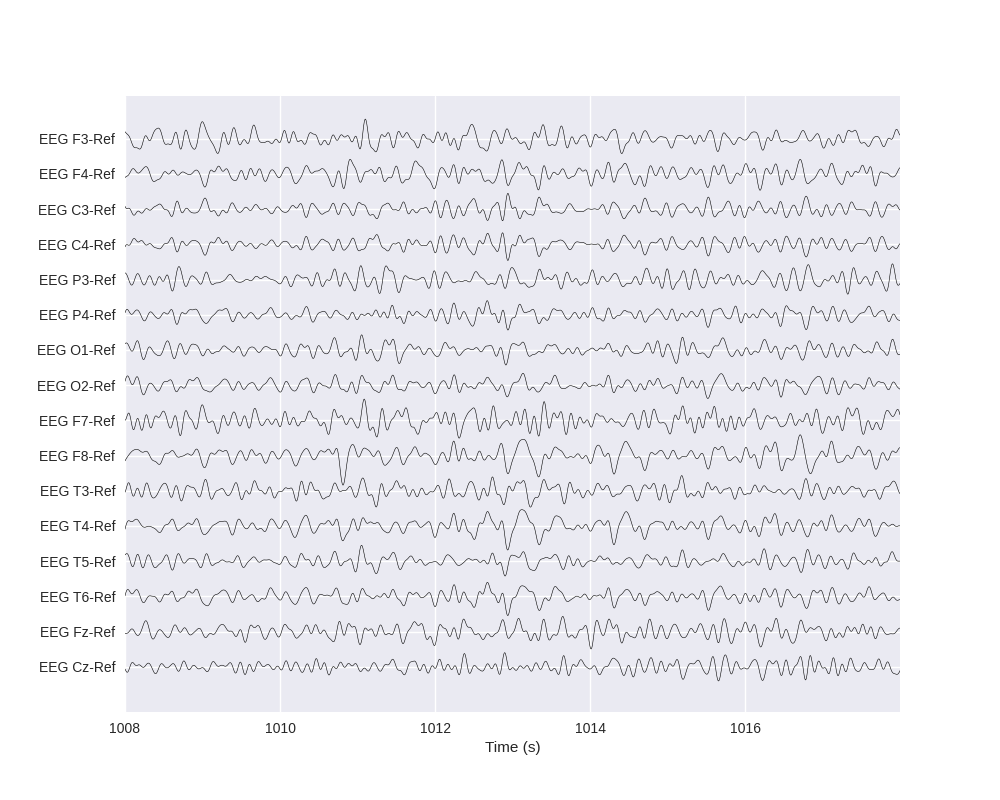 EEG F3-Ref
EEG F4-Ref
EEG C3-Ref
EEG C4-Ref
EEG P3-Ref
EEG P4-Ref
EEG O1-Ref
EEG O2-Ref
EEG F7-Ref
EEG F8-Ref
EEG T3-Ref
EEG T4-Ref
EEG T5-Ref
EEG T6-Ref
EEG Fz-Ref
EEG Cz-Ref
1008 1010 1012 1014 1016
Time (s)